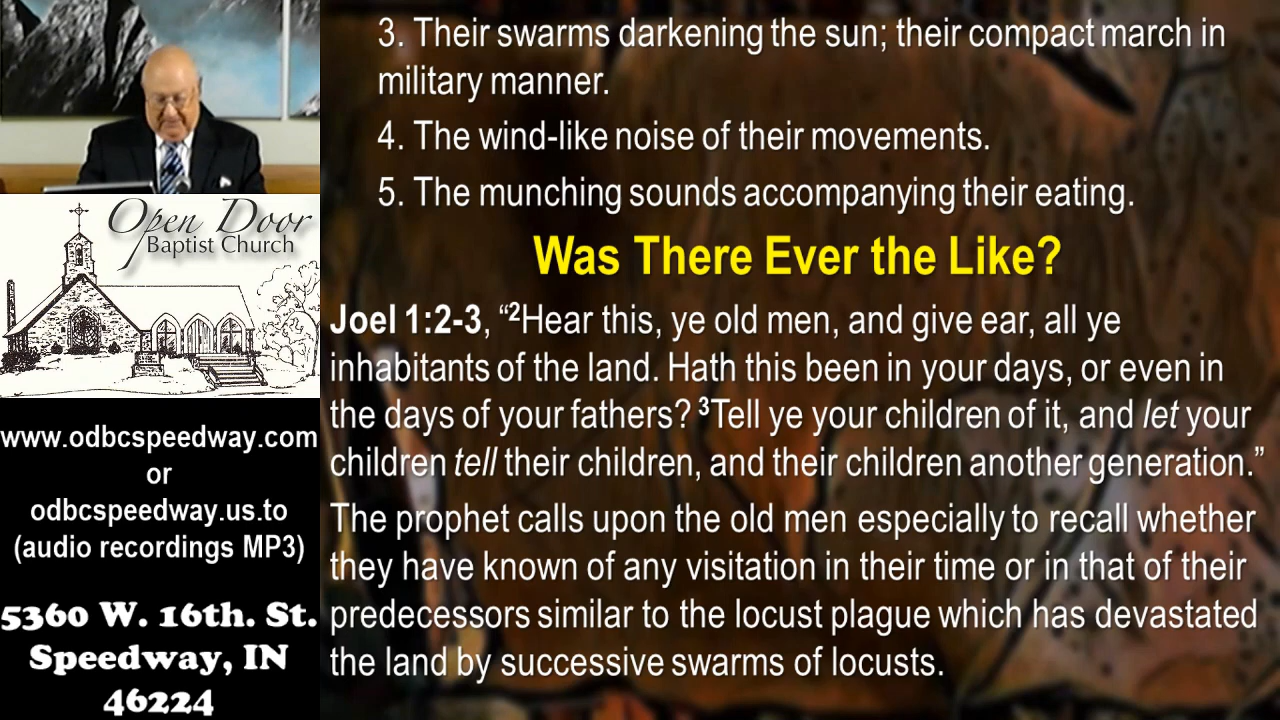 3. Their swarms darkening the sun; their compact march in
military manner.
4. The wind-like noise of their movements.
5. The munching sounds accompanying their eating.
Was There Ever the Like?
Joel 1:2-3, “2Hear this, ye old men, and give ear, all ye
inhabitants of the land. Hath this been in your days, or even in
the days of your fathers? 3Tell ye your children of it, and let your
children tell their children, and their children another generation.”
The prophet calls upon the old men especially to recall whether
they have known of any visitation in their time or in that of their
predecessors similar to the locust plague which has devastated
the land by successive swarms of locusts.
Open Door
Baptist Church
www.odbcspeedway.com
or
odbcspeedway.us.to
(audio recordings MP3)
5360 W. 16th. St.
Speedway, IN
46224